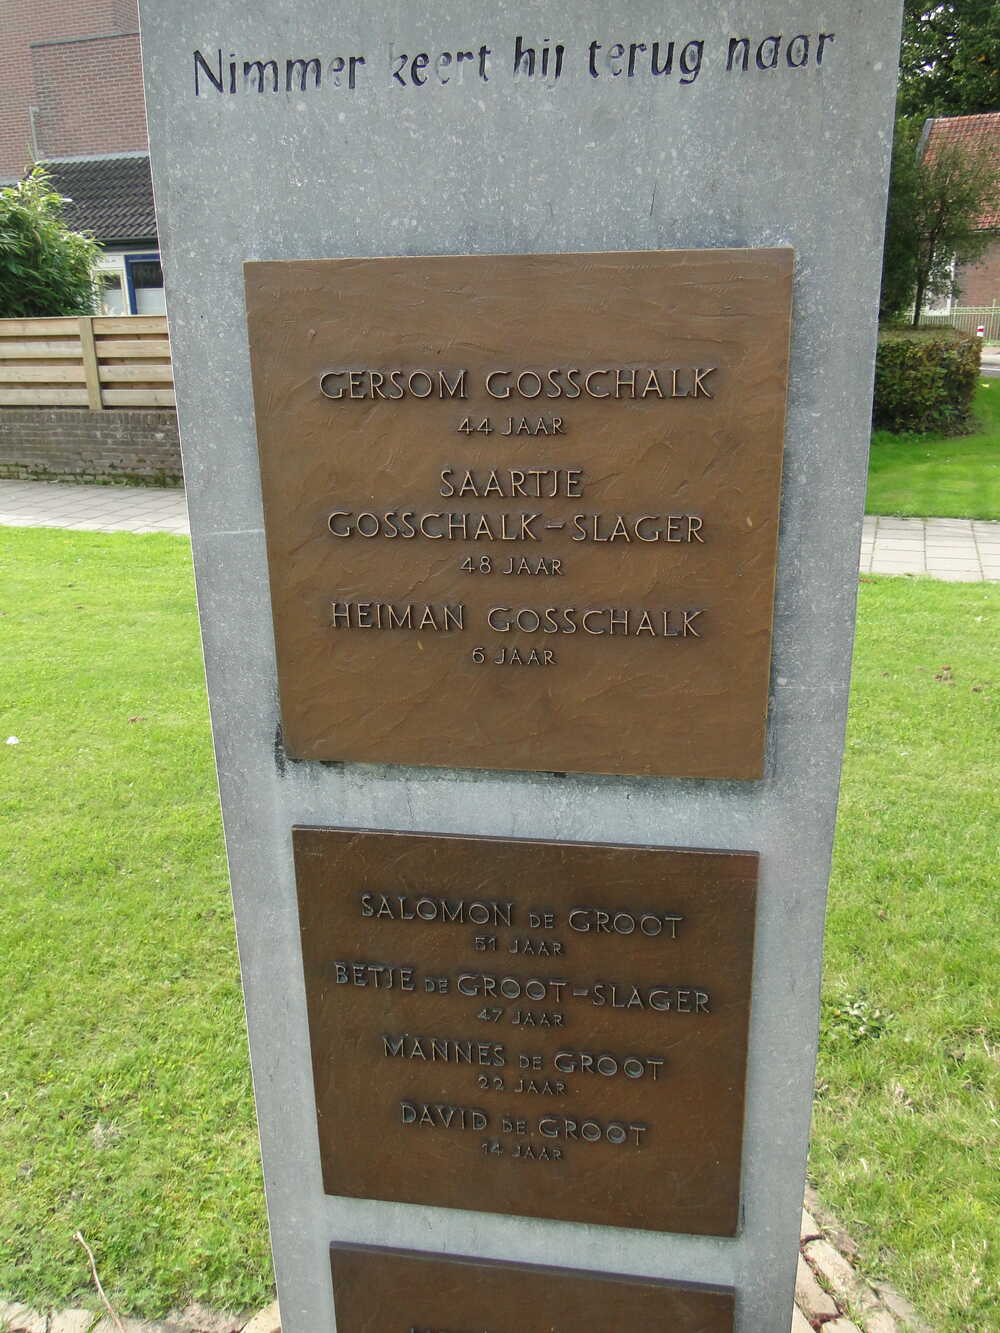 Nimmer keert hij terug naar
GERSOM GOSSCHALK
44 JAAR
SAARTJE
GOSSCHALK-SLAGER
48 JAAR
HEIMAN GOSSCHALK
6 JAAR
SALOMON DE GROOT
51 JAAR
BETJE DE GROOT-SLAGER
47 JAAR
MANNES DE GROOT
22 JAAR
DAVID DE GROOT
14 JAAR